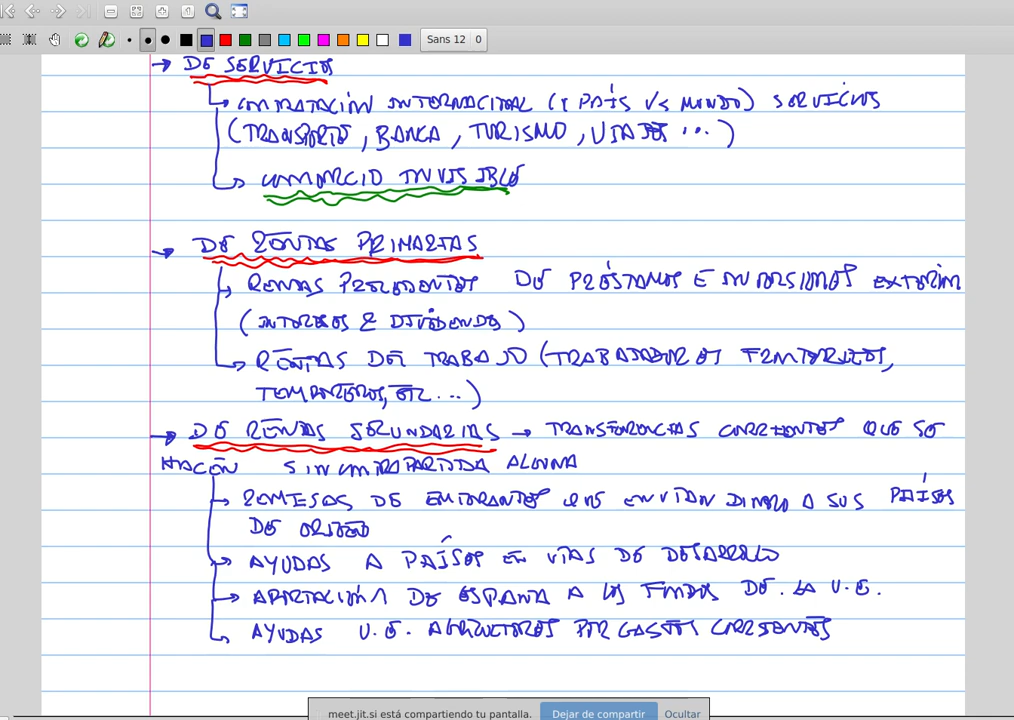 Sans 12 0
→ DE SERVICIOS
CONTRATACIÓN INTERNACIONAL (1 PAÍS VS MUNDO) SERVICIOS
(TRANSPORTE, BANCA, TURISMO, VIAJES ...)
COMERCIO INVISIBLE
→ DE RENTAS PRIMARIAS
RENTAS PROCEDENTES DE PRÉSTAMOS E INVERSIONES EXTERIOR
(INTERESES & DIVIDENDOS)
RENTAS DEL TRABAJO (TRABAJADORES FRONTERIZOS,
TEMPOREROS, ETC ...)
→ DE RENTAS SECUNDARIAS → TRANSFERENCIAS CORRIENTES QUE SE
HACEN SIN CONTRAPARTIDA ALGUNA
REMESAS DE EMIGRANTES QUE ENVIAN DINERO A SUS PAÍSES
DE ORIGEN
AYUDAS A PAÍSES EN VIAS DE DESARROLLO
APORTACIÓN DE ESPAÑA A LOS FONDOS DE LA U.E.
AYUDAS U.E. AGRICULTORES POR GASTOS CORRIENTES
meet.jit.si está compartiendo tu pantalla. Dejar de compartir Ocultar